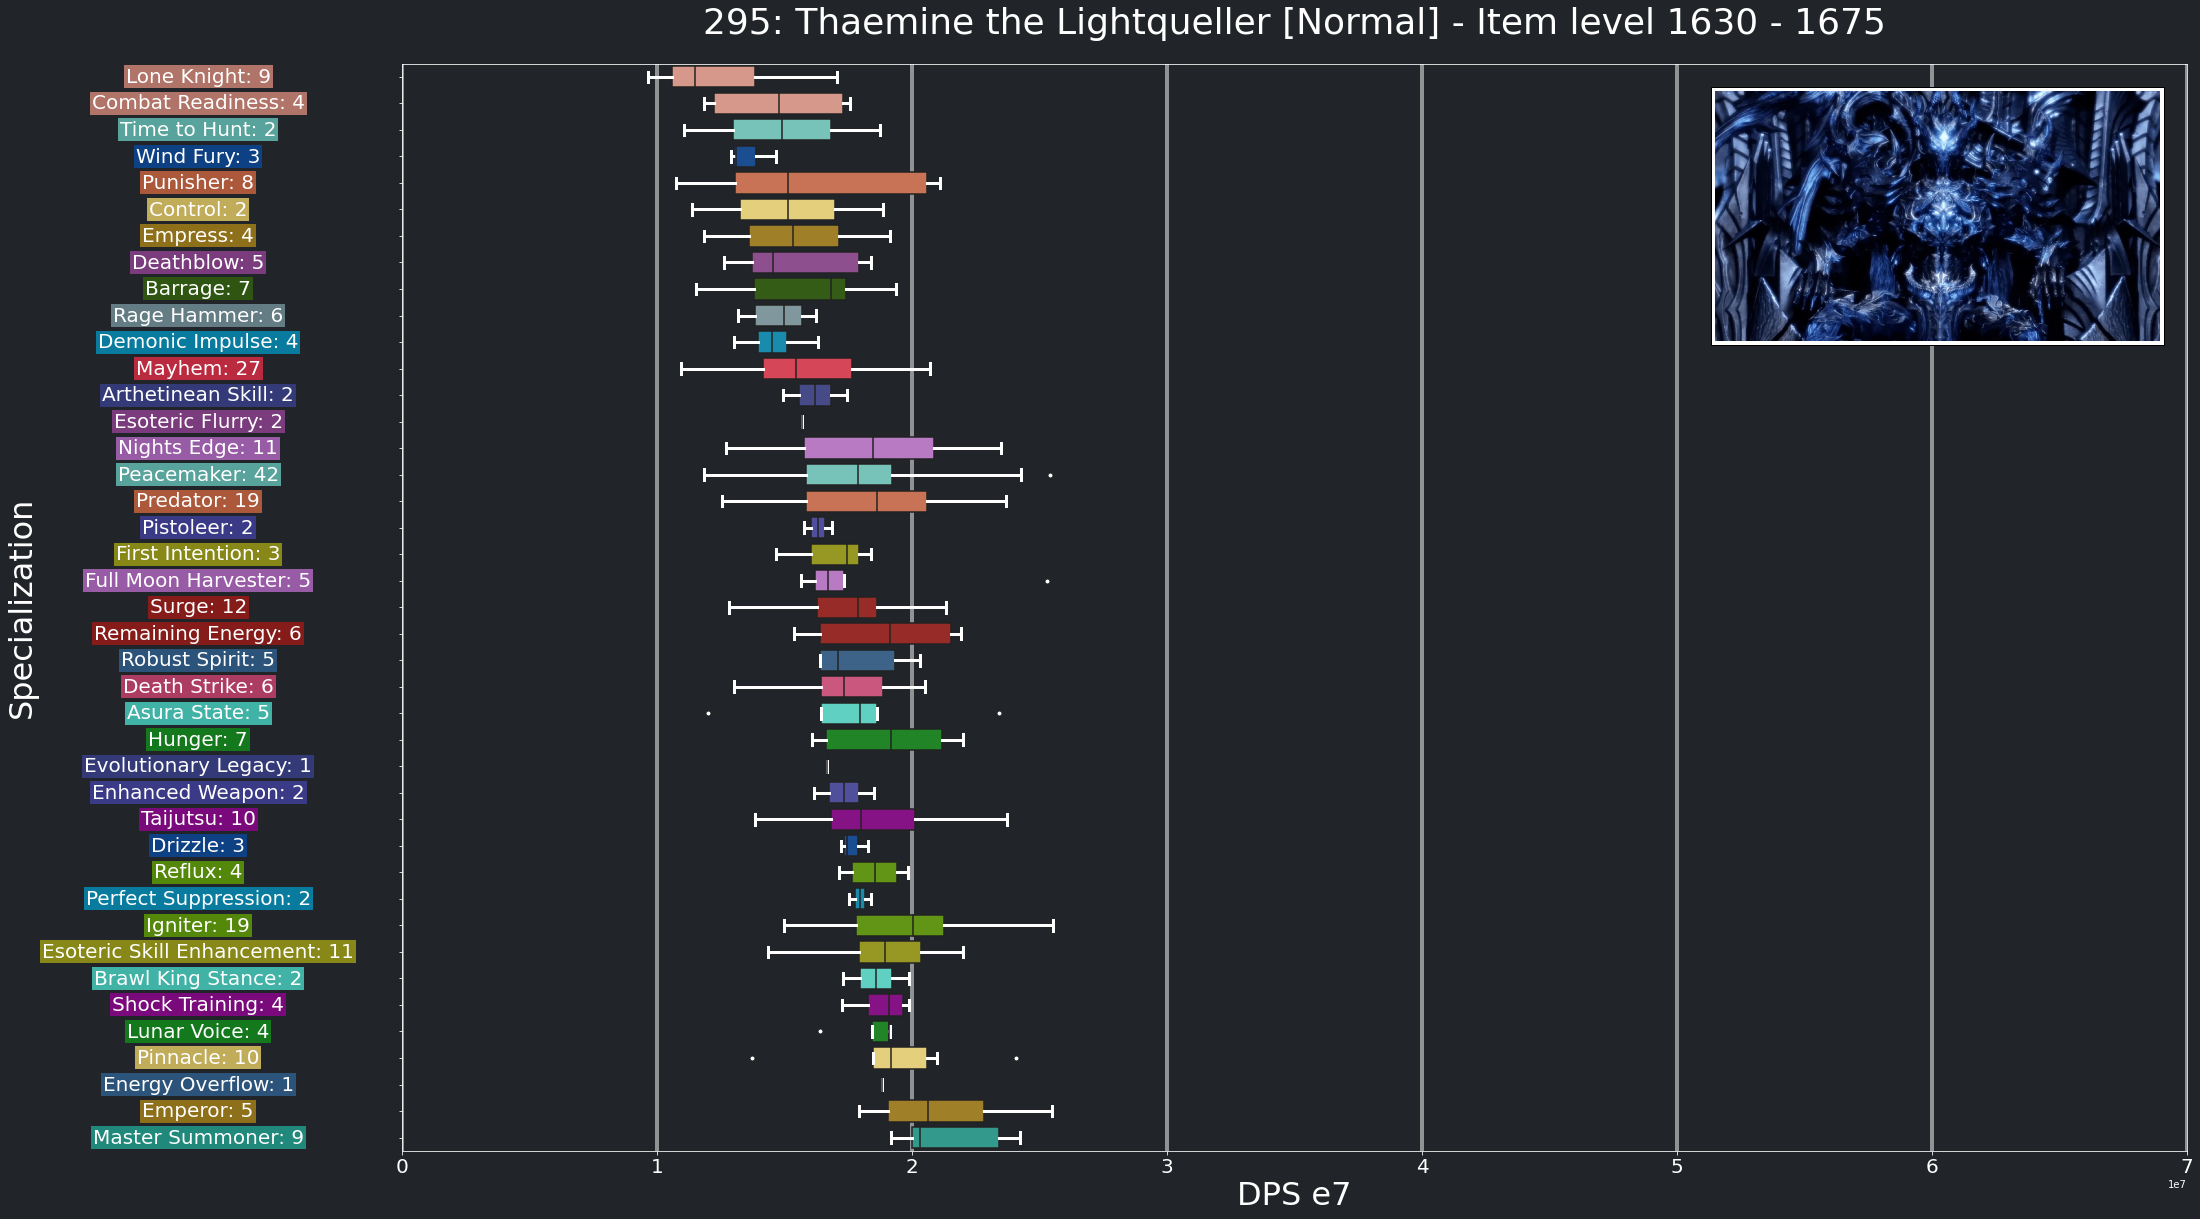 295: Thaemine the Lightqueller [Normal] - Item level 1630 - 1675
Specialization
Lone Knight: 9
Combat Readiness: 4
Time to Hunt: 2
Wind Fury: 3
Punisher: 8
Control: 2
Empress: 4
Deathblow: 5
Barrage: 7
Rage Hammer: 6
Demonic Impulse: 4
Mayhem: 27
Arthetinean Skill: 2
Esoteric Flurry: 2
Nights Edge: 11
Peacemaker: 42
Predator: 19
Pistoleer: 2
First Intention: 3
Full Moon Harvester: 5
Surge: 12
Remaining Energy: 6
Robust Spirit: 5
Death Strike: 6
Asura State: 5
Hunger: 7
Evolutionary Legacy: 1
Enhanced Weapon: 2
Taijutsu: 10
Drizzle: 3
Reflux: 4
Perfect Suppression: 2
Igniter: 19
Esoteric Skill Enhancement: 11
Brawl King Stance: 2
Shock Training: 4
Lunar Voice: 4
Pinnacle: 10
Energy Overflow: 1
Emperor: 5
Master Summoner: 9
0 1 2 3 4 5 6 7
1e7
DPS e7